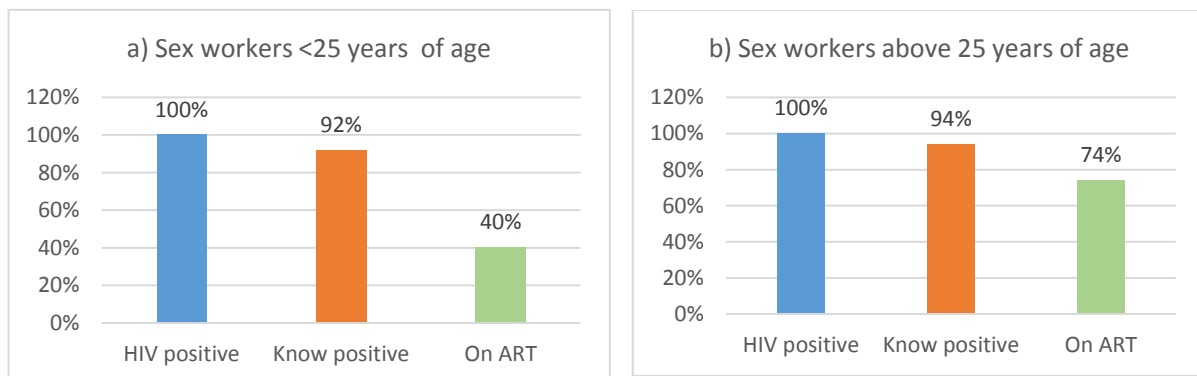 a) Sex workers <25 years of age
120%
100%
80%
60%
40%
20%
0%
100%
92%
40%
HIV positive
Know positive
On ART
b) Sex workers above 25 years of age
120%
100%
80%
60%
40%
20%
0%
100%
94%
74%
HIV positive
Know positive
On ART